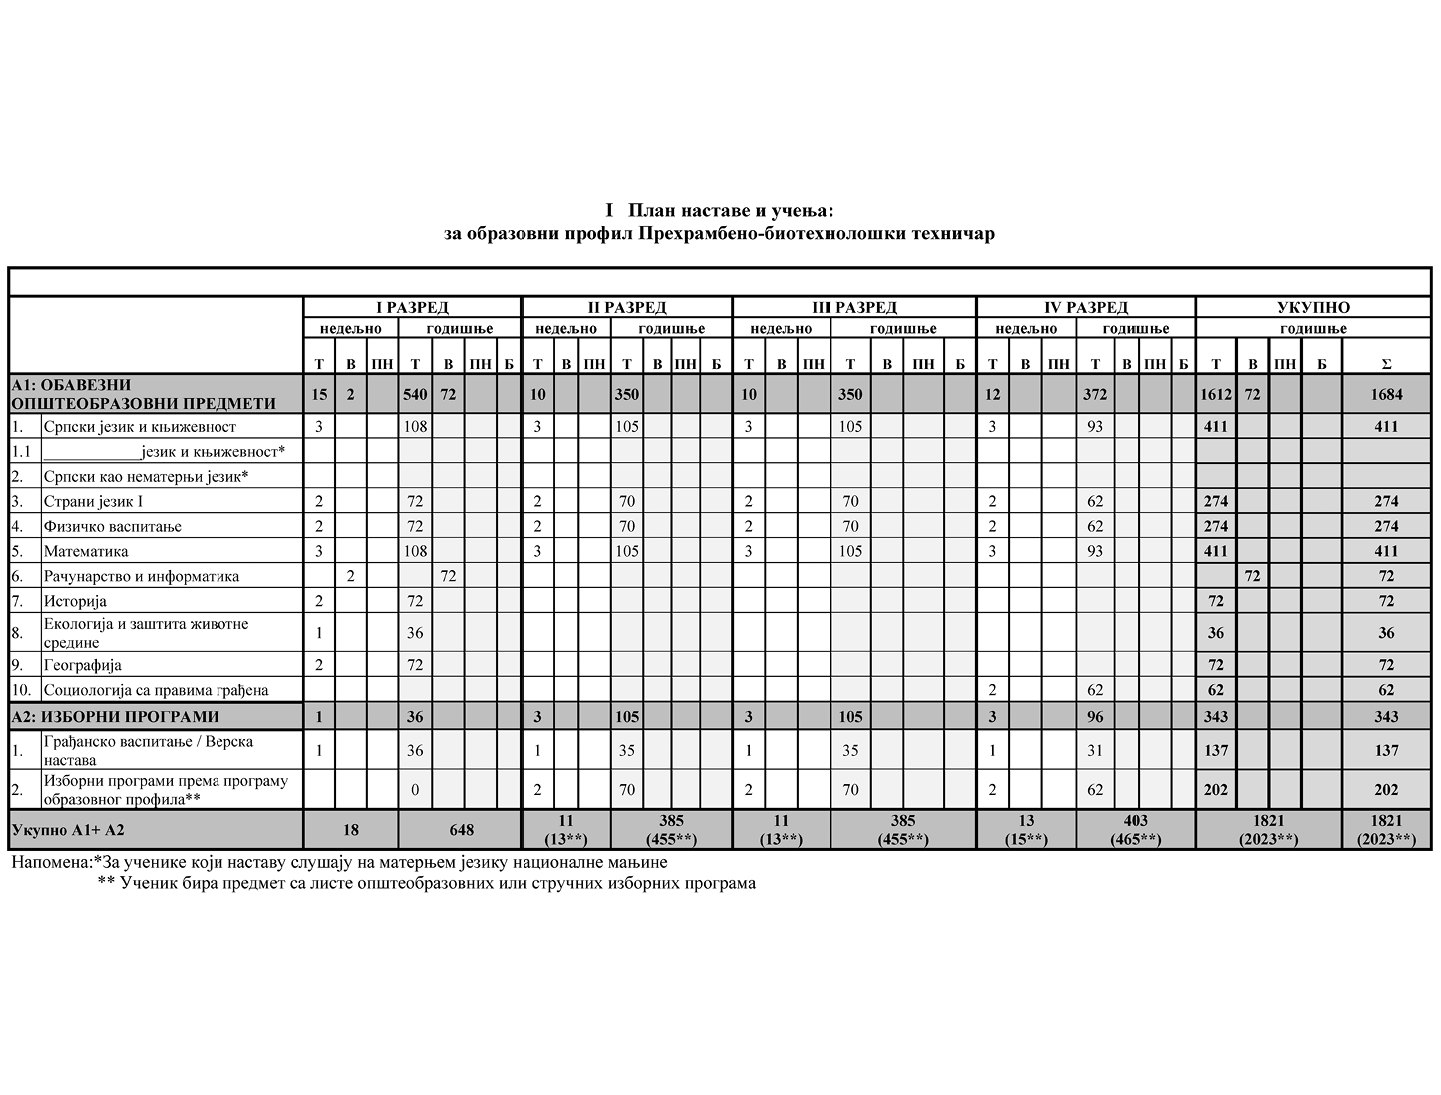 I План наставе и учења:
за образовни профил Прехрамбено-биотехнолошки техничар
I РАЗРЕД II РАЗРЕД III РАЗРЕД IV РАЗРЕД УКУПНО
недељно годишње недељно годишње недељно годишње недељно годишње годишње
Т В ПН Т В ПН Б Т В ПН Т В ПН Б Т В ПН Т В ПН Б Т В ПН Т В ПН Б Т В ПН Б Σ
А1: ОБАВЕЗНИ
ОПШТЕОБРАЗОВНИ ПРЕДМЕТИ 15 2 540 72 10 350 10 350 12 372 1612 72 1684
1. Српски језик и књижевност 3 108 3 105 3 105 3 93 411 411
1.1 ____________језик и књижевност*
2. Српски као нематерњи језик*
3. Страни језик I 2 72 2 70 2 70 2 62 274 274
4. Физичко васпитање 2 72 2 70 2 70 2 62 274 274
5. Математика 3 108 3 105 3 105 3 93 411 411
6. Рачунарство и информатика 2 72 72 72
7. Историја 2 72 72 72
8. Екологија и заштита животне
средине 1 36 36 36
9. Географија 2 72 72 72
10. Социологија са правима грађена 2 62 62 62
А2: ИЗБОРНИ ПРОГРАМИ 1 36 3 105 3 105 3 96 343 343
1. Грађанско васпитање / Верска
настава 1 36 1 35 1 35 1 31 137 137
2. Изборни програми према програму
образовног профила** 0 2 70 2 70 2 62 202 202
Укупно А1+ А2 18 648 11 385 11 385 13 403 1821 1821
(13**) (455**) (13**) (455**) (15**) (465**) (2023**) (2023**)
Напомена:*За ученике који наставу слушају на матерњем језику националне мањине
** Ученик бира предмет са листе општеобразовних или стручних изборних програма